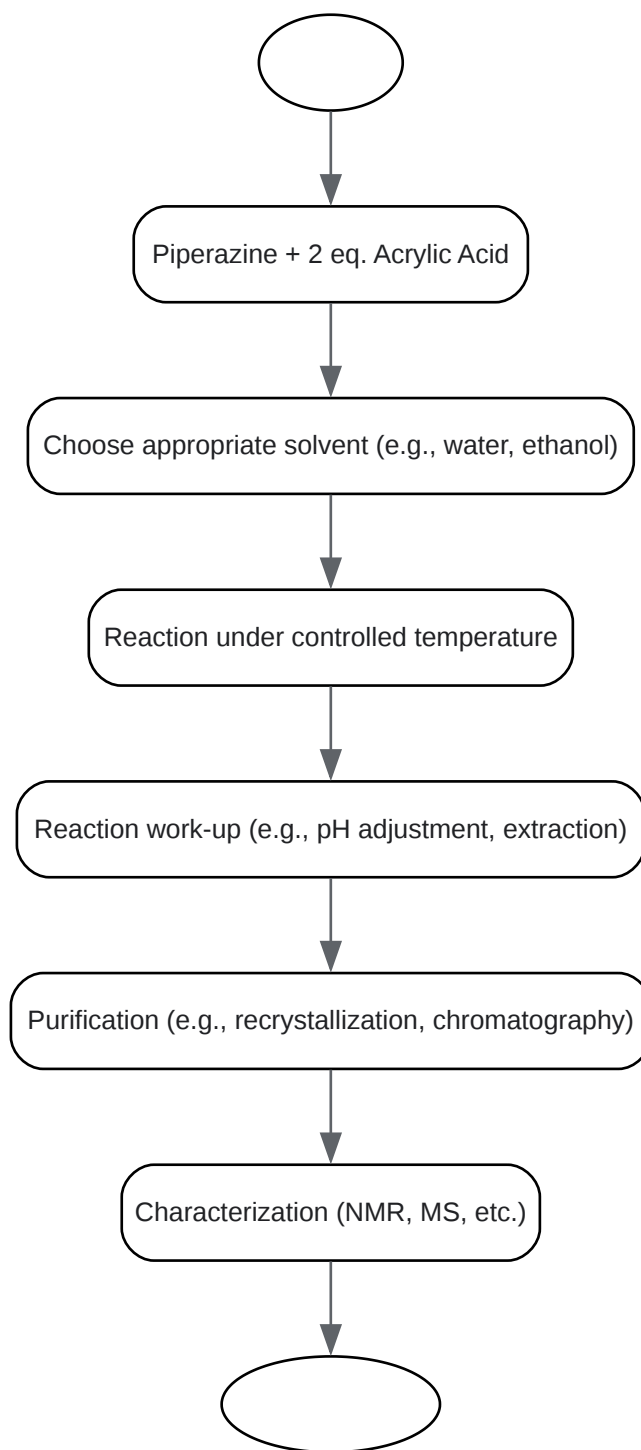 Piperazine + 2 eq. Acrylic Acid
Choose appropriate solvent (e.g., water, ethanol)
Reaction under controlled temperature
Reaction work-up (e.g., pH adjustment, extraction)
Purification (e.g., recrystallization, chromatography)
Characterization (NMR, MS, etc.)